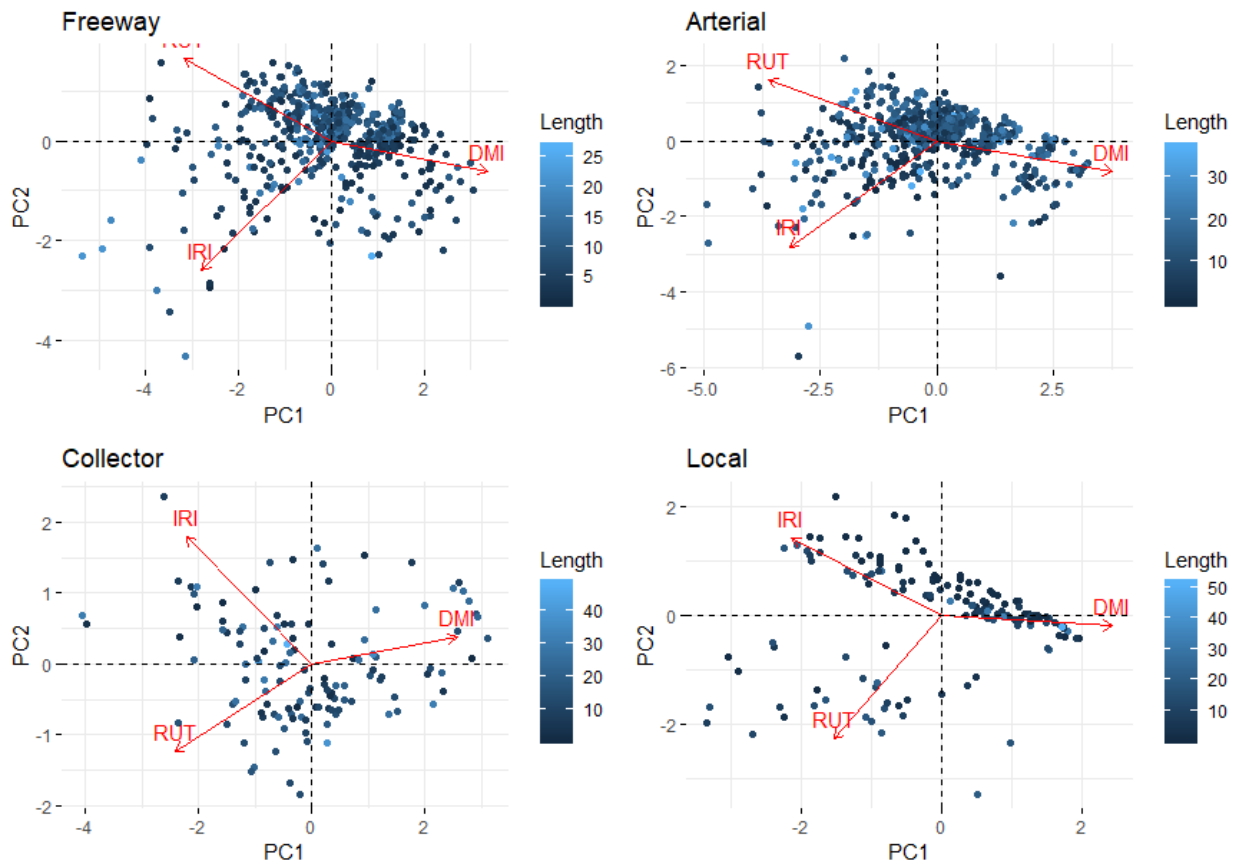 Freeway
RUT
DMI
IRI
0
-2
-4
PC2
-4
-2
0
2
PC1
Length
25
20
15
10
5
Arterial
RUT
DMI
IRI
2
0
-2
-4
-6
PC2
-5.0
-2.5
0.0
2.5
PC1
Length
30
20
10
Collector
IRI
DMI
RUT
2
1
0
-1
-2
PC2
-4
-2
0
2
PC1
Length
40
30
20
10
Local
IRI
DMI
RUT
2
0
-2
PC2
-2
0
2
PC1
Length
50
40
30
20
10